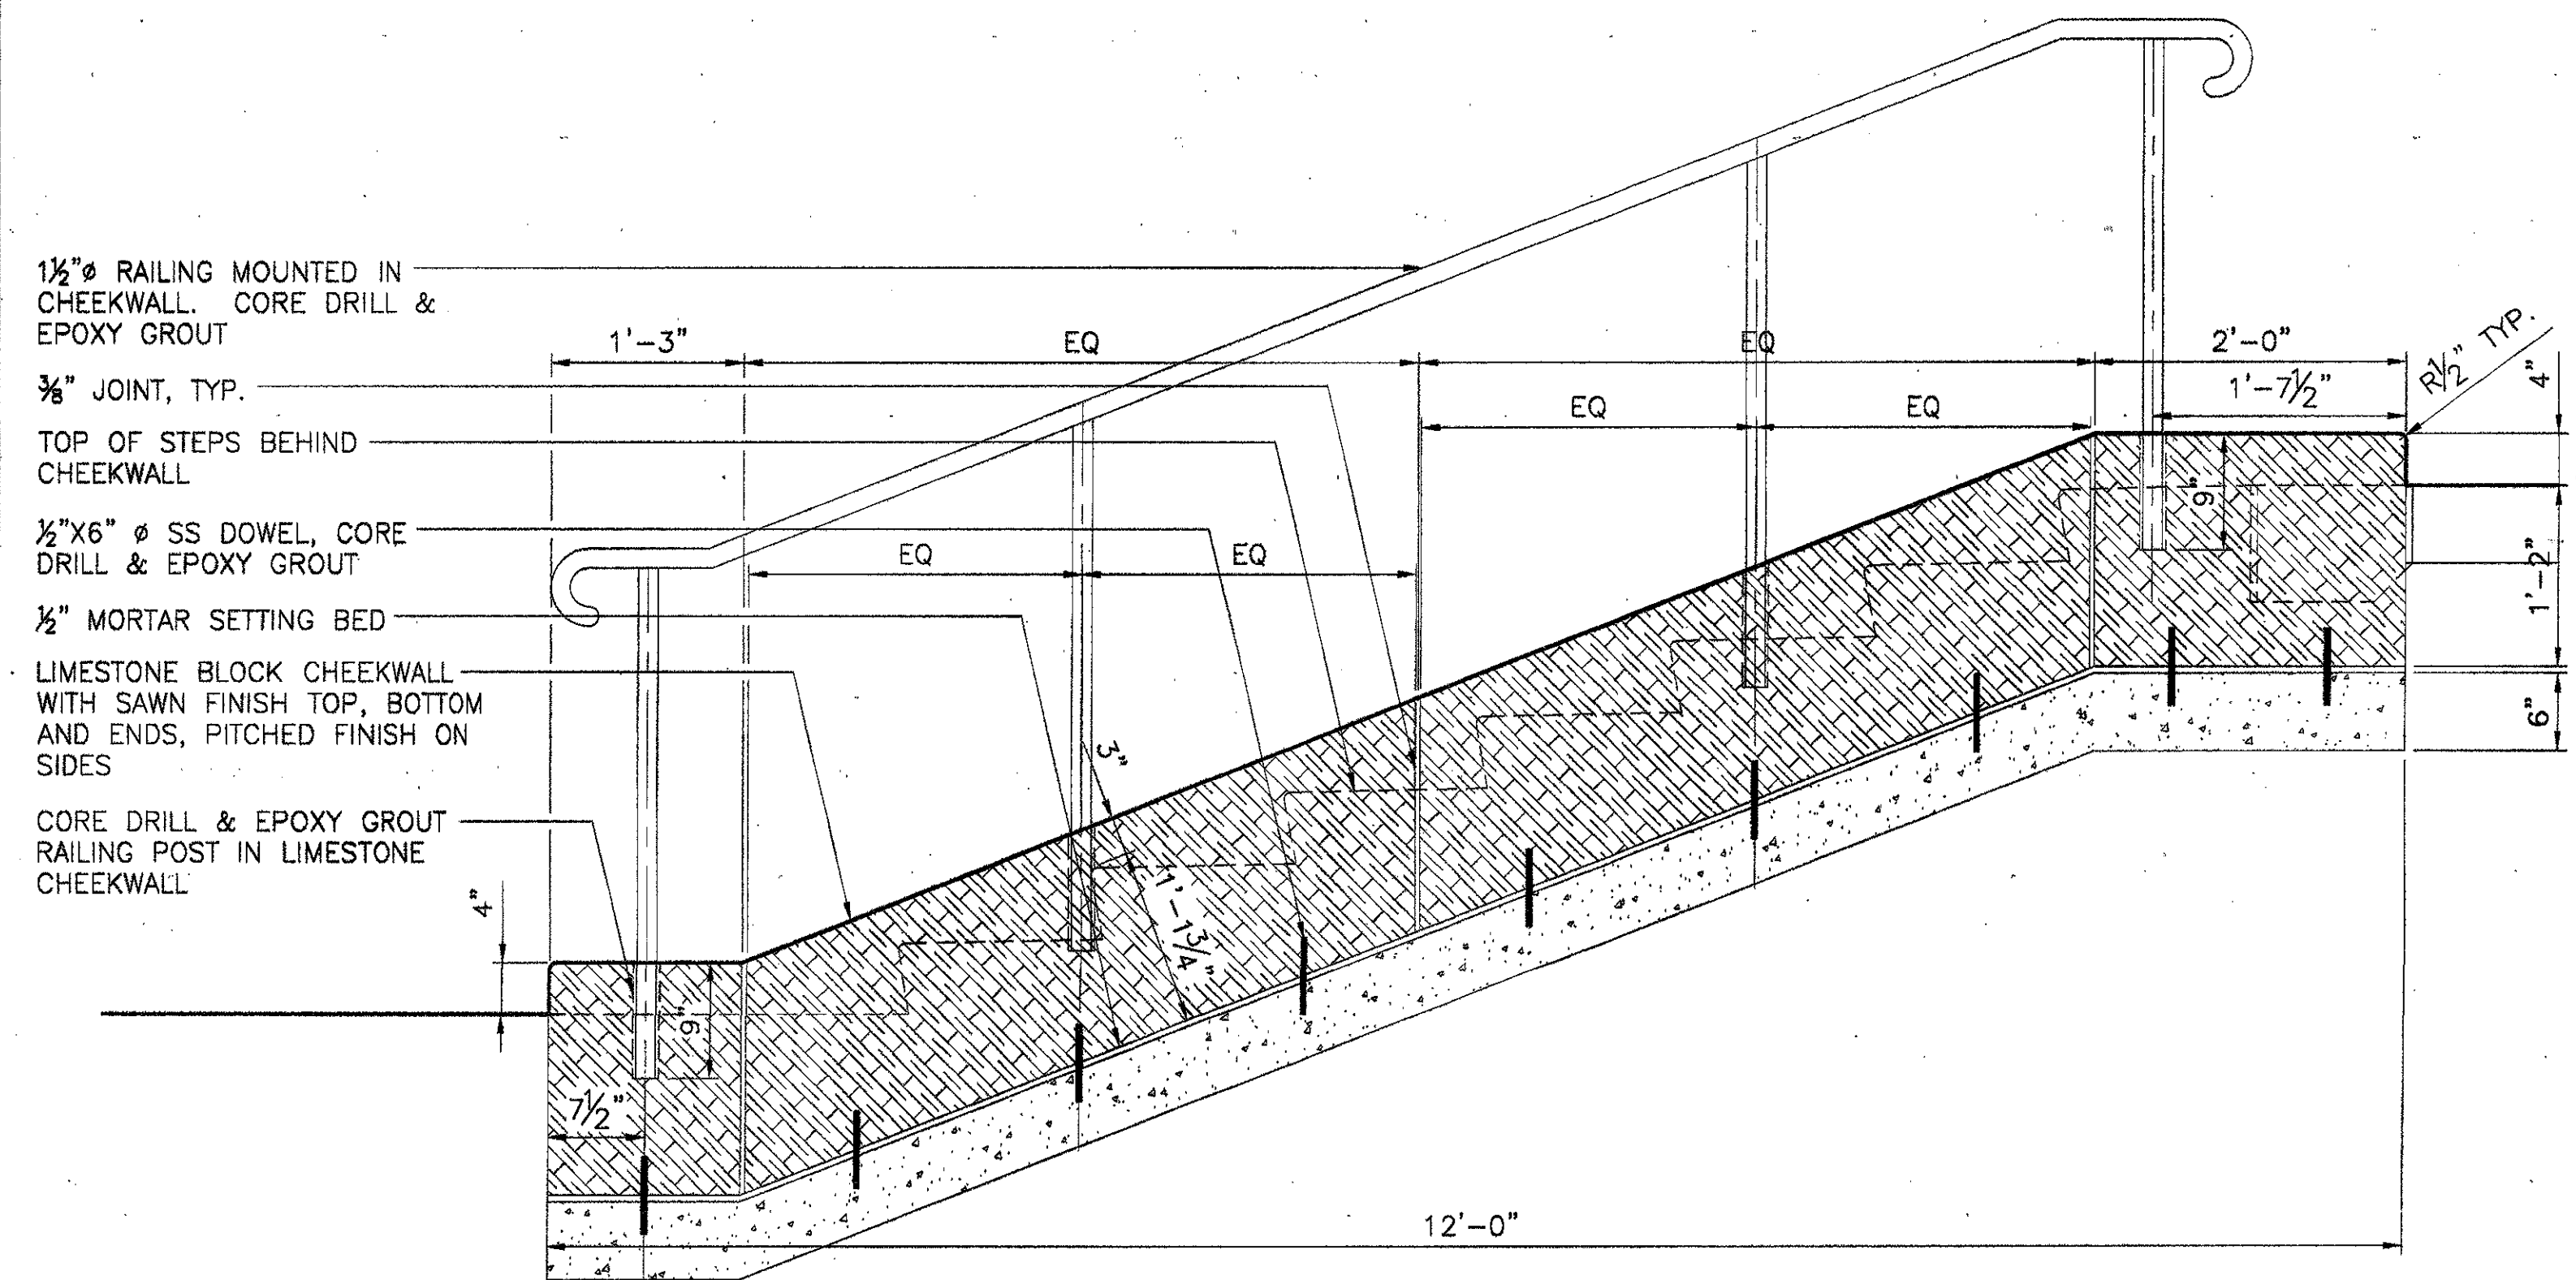 1½"ø RAILING MOUNTED IN
CHEEKWALL. CORE DRILL &
EPOXY GROUT
⅜" JOINT, TYP.
TOP OF STEPS BEHIND
CHEEKWALL
½"X6" ø SS DOWEL, CORE
DRILL & EPOXY GROUT
½" MORTAR SETTING BED
LIMESTONE BLOCK CHEEKWALL
WITH SAWN FINISH TOP, BOTTOM
AND ENDS, PITCHED FINISH ON
SIDES
CORE DRILL & EPOXY GROUT
RAILING POST IN LIMESTONE
CHEEKWALL
1'-3"
EQ
EQ
2'-0"
R½" TYP.
4"
1'-7½"
EQ
EQ
EQ
EQ
9"
1'-2"
6"
3"
1'-1¾"
4"
9"
7½"
12'-0"